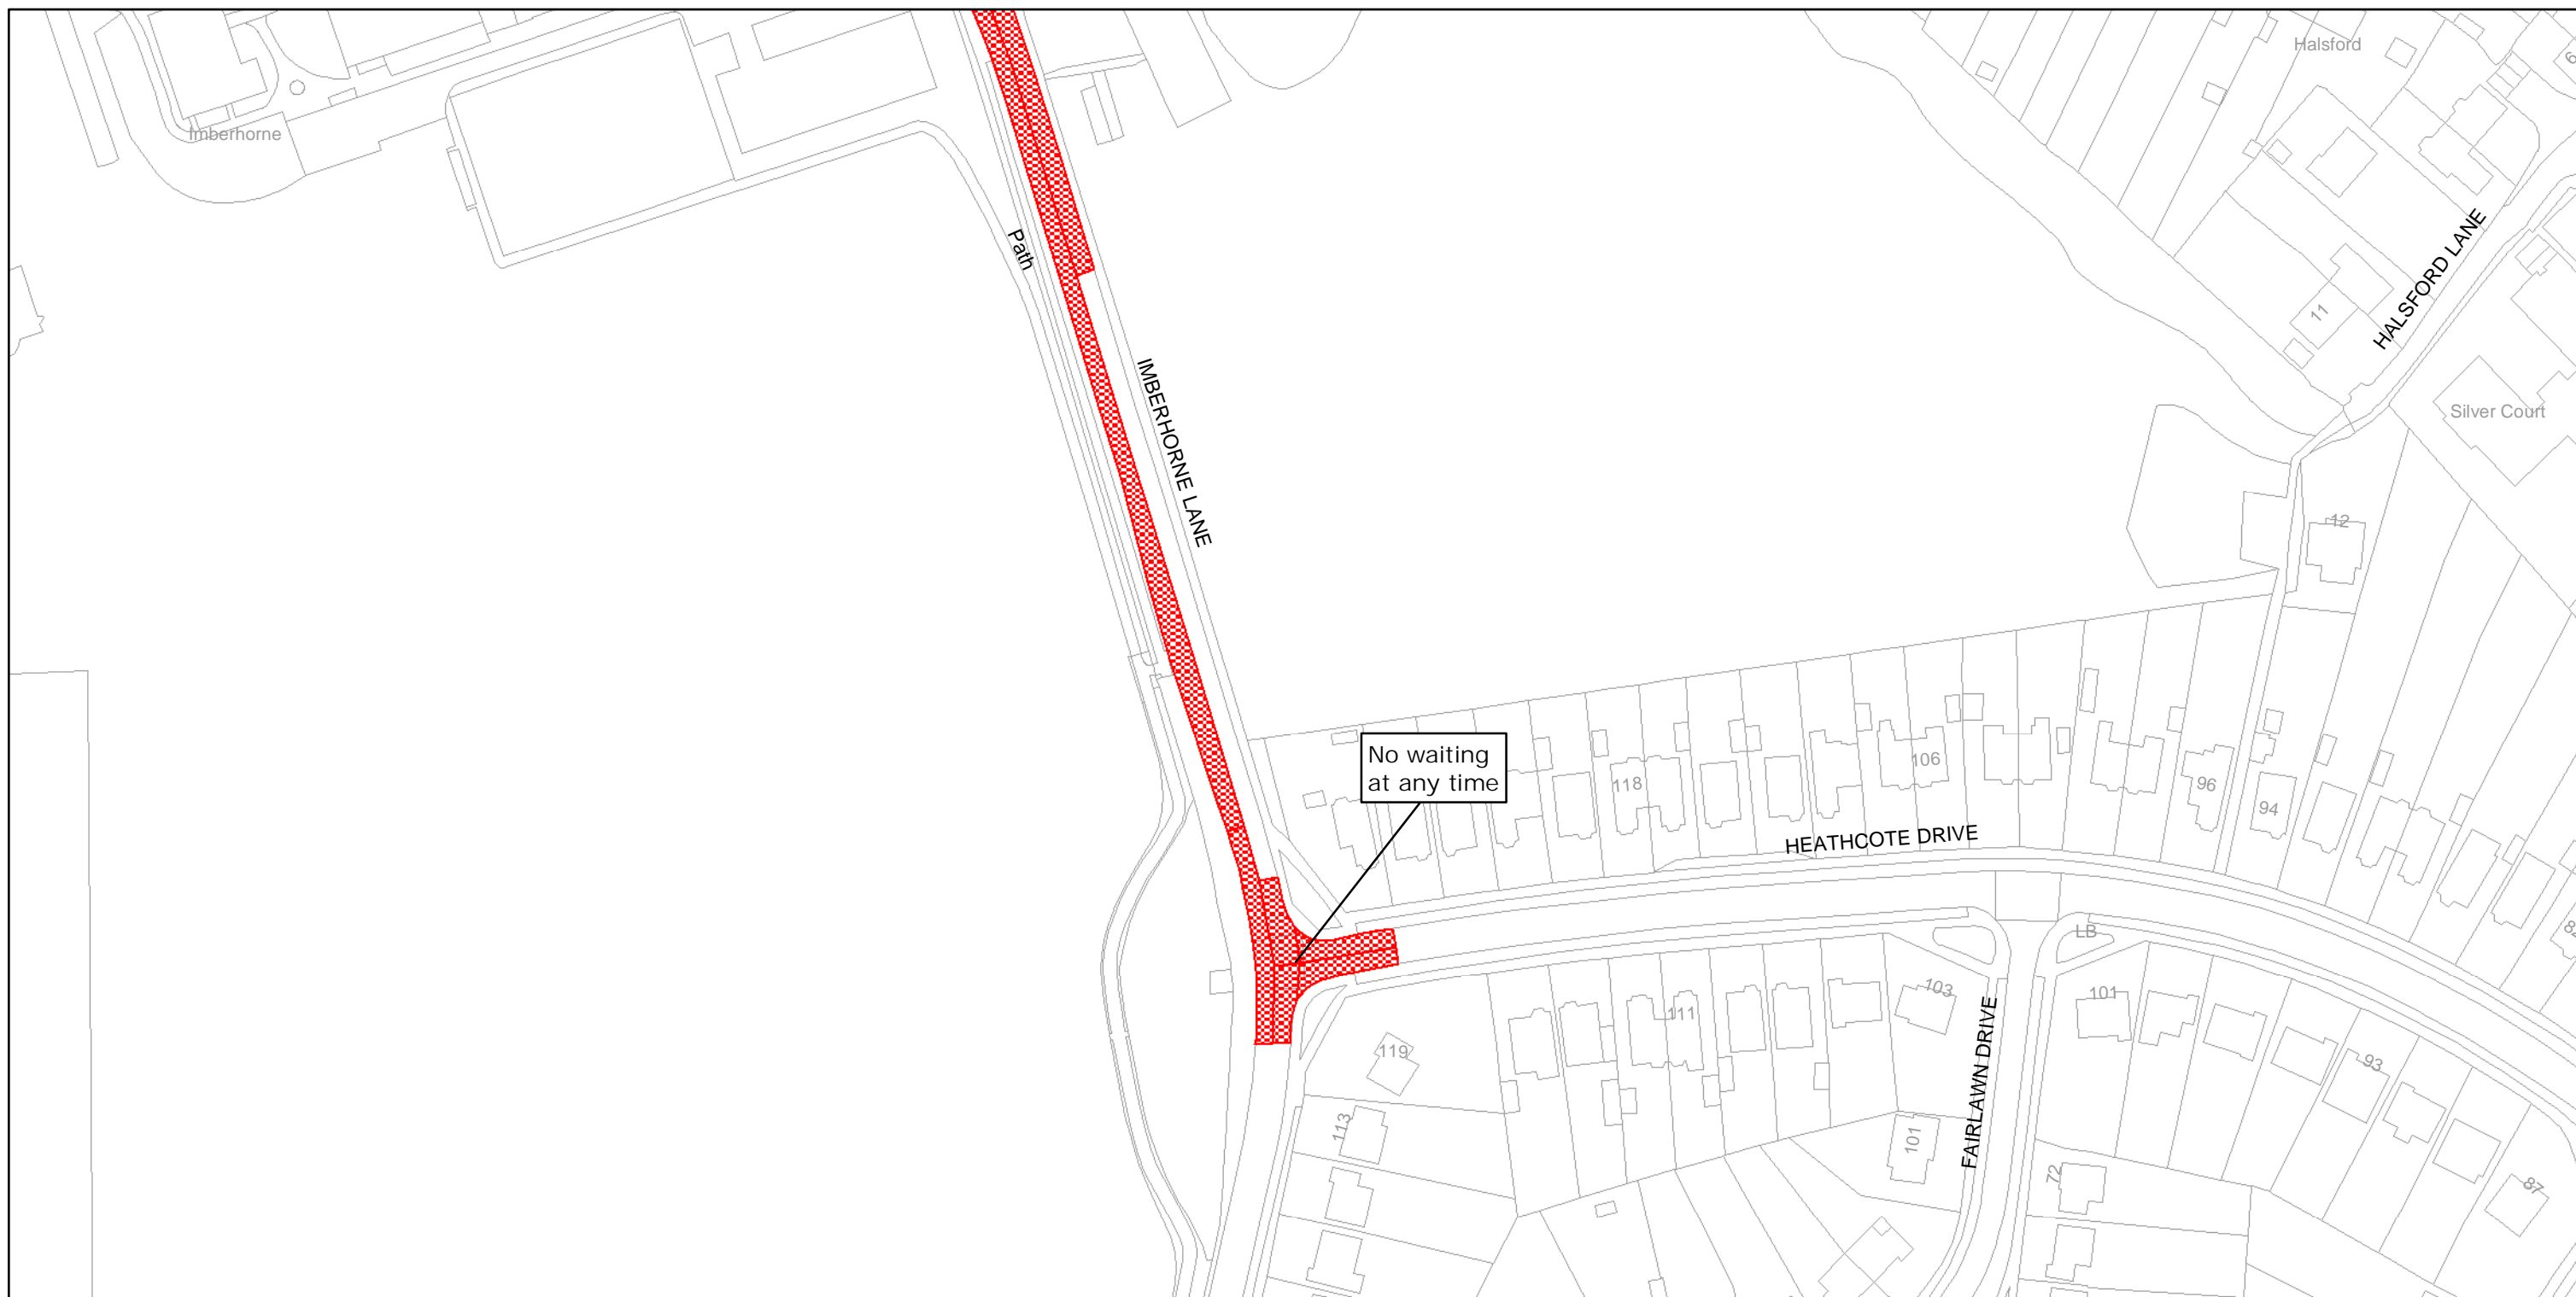 Halsford
6
Imberhorne
Path
HALSFORD LANE
11
IMBERHORNE LANE
Silver Court
12
No waiting
at any time
118
106
96
94
HEATHCOTE DRIVE
LB
103
101
111
FAIRLAWN DRIVE
119
113
93
101
72
87